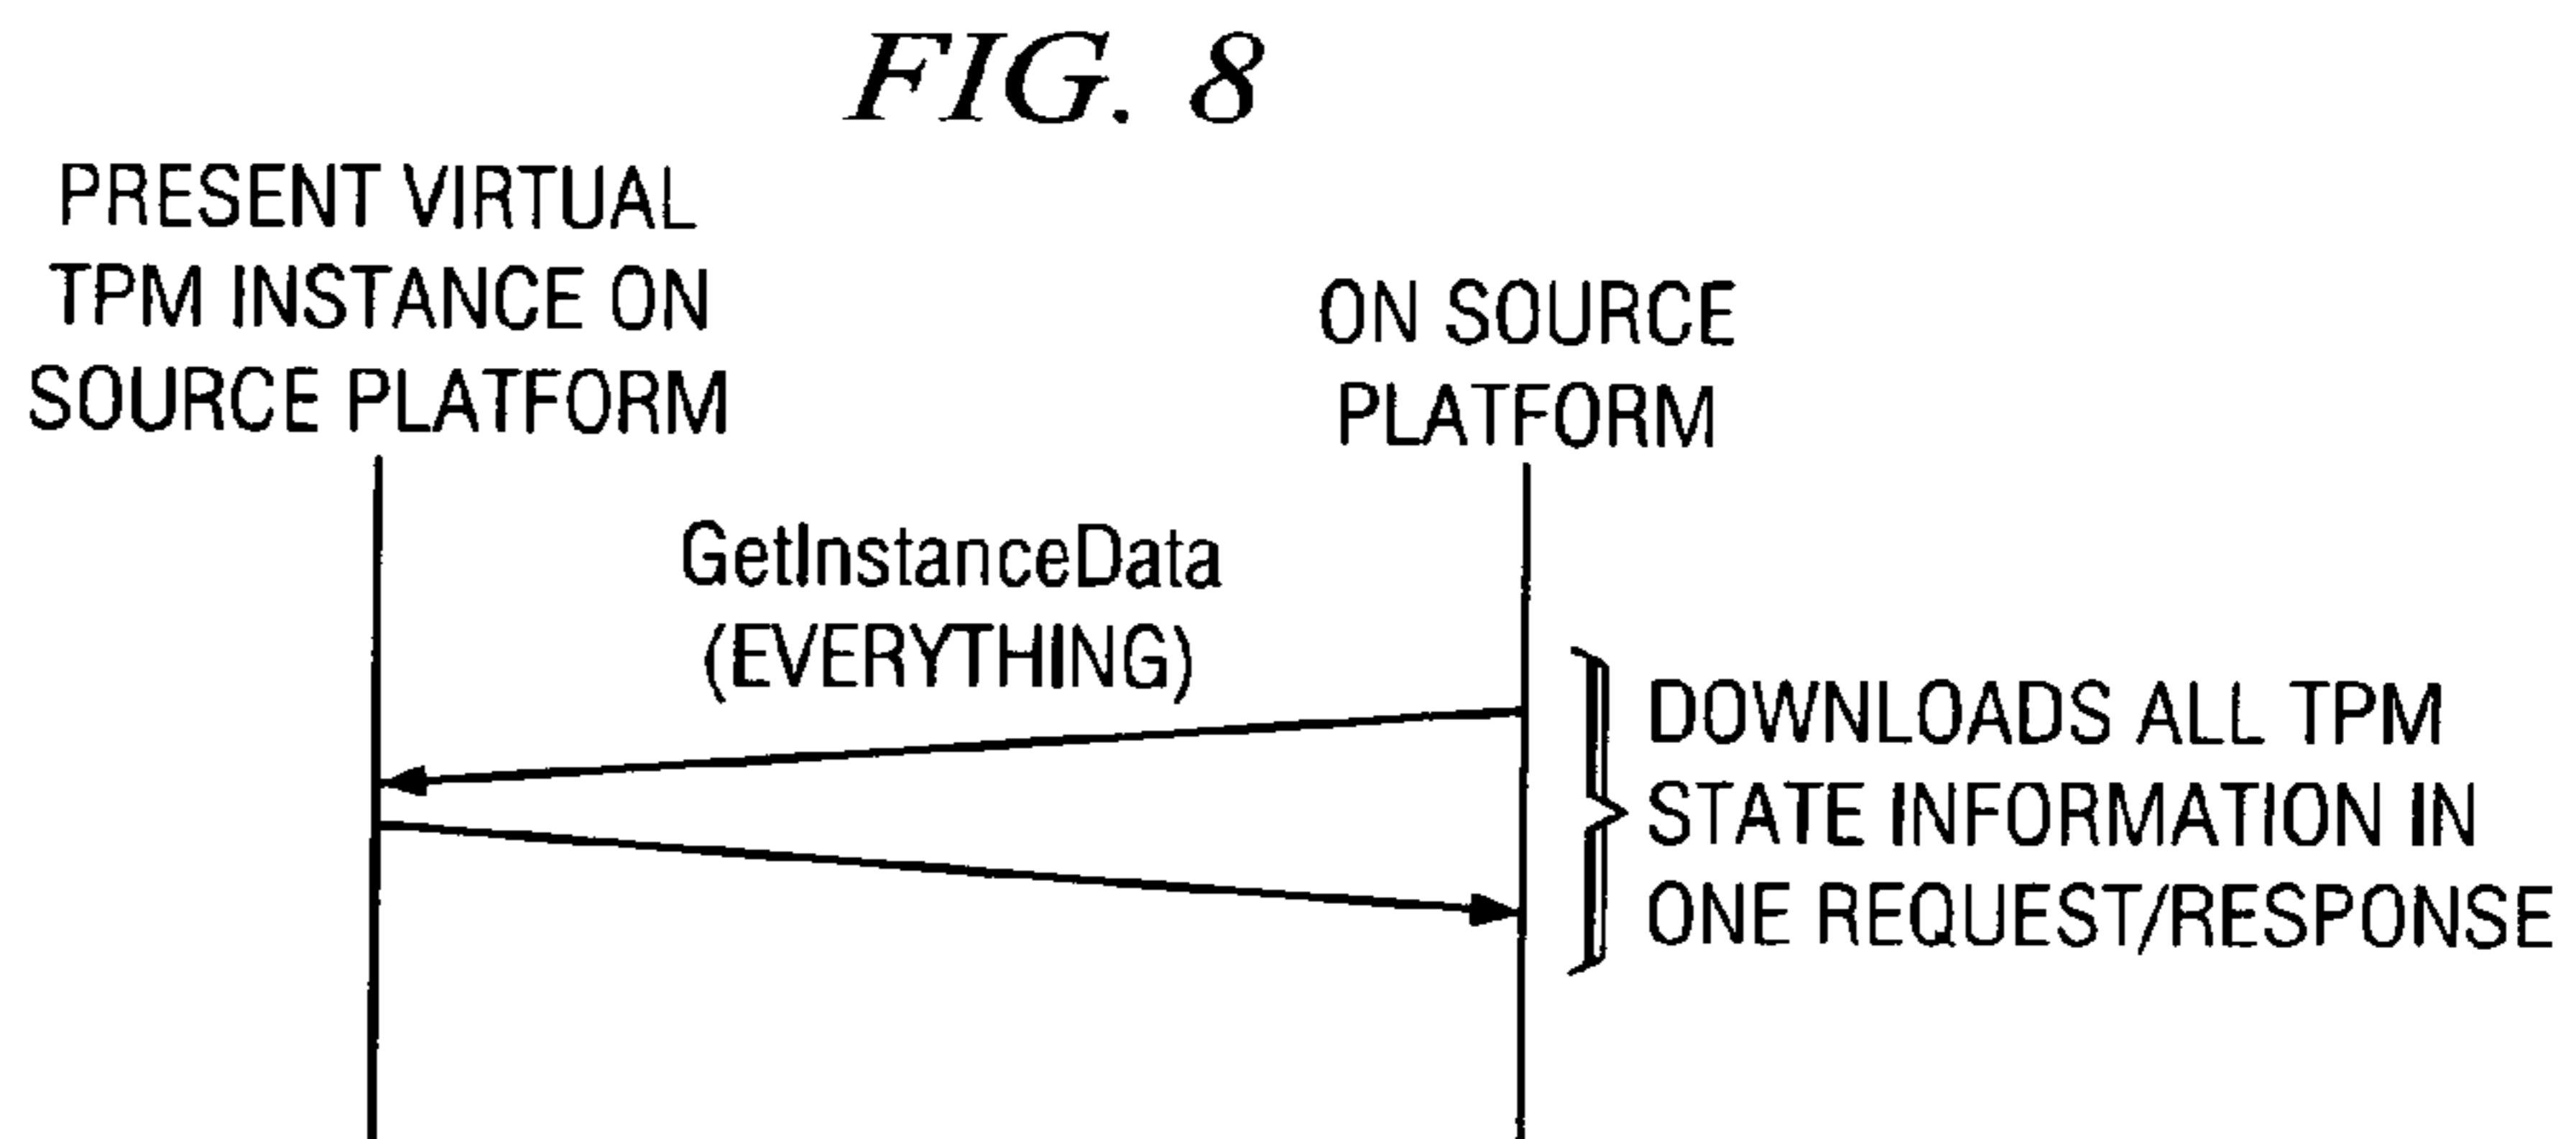 FIG. 8
PRESENT VIRTUAL
TPM INSTANCE ON
SOURCE PLATFORM
ON SOURCE
PLATFORM
GetInstanceData
(EVERYTHING)
DOWNLOADS ALL TPM
STATE INFORMATION IN
ONE REQUEST/RESPONSE